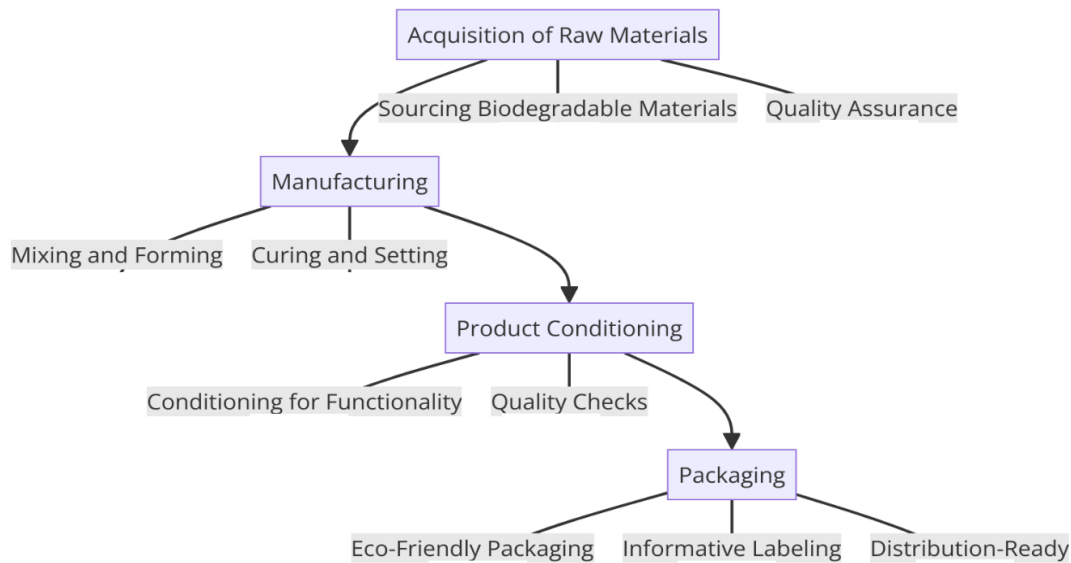 Acquisition of Raw Materials
Sourcing Biodegradable Materials
Quality Assurance
Manufacturing
Mixing and Forming
Curing and Setting
Product Conditioning
Conditioning for Functionality
Quality Checks
Packaging
Eco-Friendly Packaging
Informative Labeling
Distribution-Ready